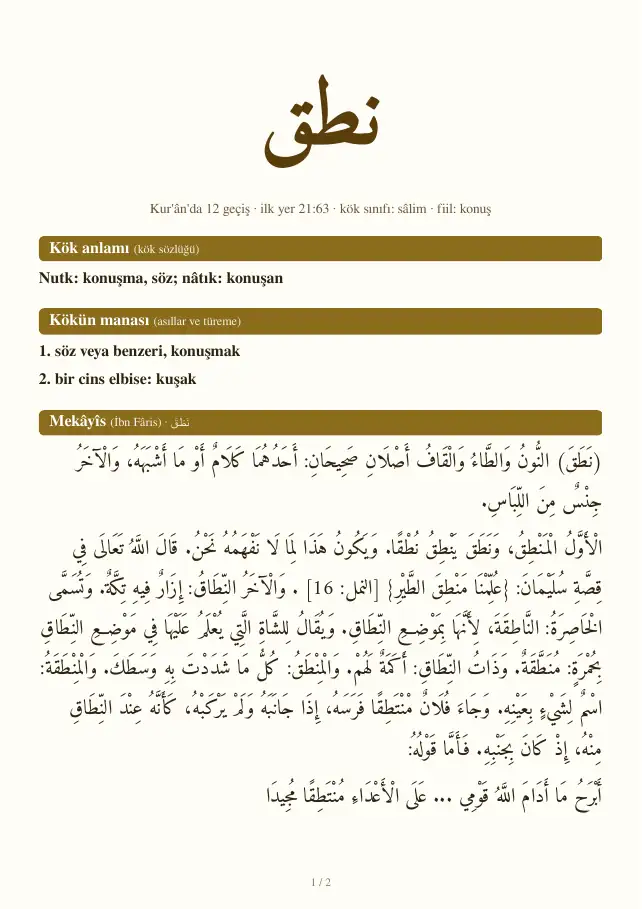 نطق
Kur'ân'da 12 geçiş · ilk yer 21:63 · kök sınıfı: sâlim · fiil: konuş
Kök anlamı (kök sözlüğü)
Nutk: konuşma, söz; nâtık: konuşan
Kökün manası (asıllar ve türeme)
1. söz veya benzeri, konuşmak
2. bir cins elbise: kuşak
Mekâyîs (İbn Fâris) · نطق
(نَطَقَ) النُّونُ وَالطَّاءُ وَالْقَافُ أَصْلَانِ صَحِيحَانِ: أَحَدُهُمَا كَلَامٌ أَوْ مَا أَشْبَهَهُ، وَالْآخَرُ
جِنْسٌ مِنَ اللِّبَاسِ.
الْأَوَّلُ الْمَنْطِقُ، وَنَطَقَ يَنْطِقُ نُطْقًا. وَيَكُونُ هَذَا لِمَا لَا نَفْهَمُهُ نَحْنُ. قَالَ اللَّهُ تَعَالَى فِي
قِصَّةِ سُلَيْمَانَ: {عُلِّمْنَا مَنْطِقَ الطَّيْرِ} [النمل: 16] . وَالْآخَرُ النِّطَاقُ: إِزَارٌ فِيهِ تِكَّةٌ. وَتُسَمَّى
الْخَاصِرَةُ: النَّاطِقَةَ، لِأَنَّهَا بِمَوْضِعِ النِّطَاقِ. وَيُقَالُ لِلشَّاةِ الَّتِي يُعْلَمُ عَلَيْهَا فِي مَوْضِعِ النِّطَاقِ
بِحُمْرَةٍ: مُنَطَّقَةٌ. وَذَاتُ النِّطَاقِ: أَكَمَةٌ لَهُمْ. وَالْمِنْطَقُ: كُلُّ مَا شَدَدْتَ بِهِ وَسَطَكَ. وَالْمِنْطَقَةُ:
اسْمٌ لِشَيْءٍ بِعَيْنِهِ. وَجَاءَ فُلَانٌ مُنْتَطِقًا فَرَسَهُ، إِذَا جَانَبَهُ وَلَمْ يَرْكَبْهُ، كَأَنَّهُ عِنْدَ النِّطَاقِ
مِنْهُ، إِذْ كَانَ بِجَنْبِهِ. فَأَمَّا قَوْلُهُ:
أَبْرَحُ مَا أَدَامَ اللَّهُ قَوْمِي ... عَلَى الْأَعْدَاءِ مُنْتَطِقًا مُجِيدَا
1 / 2